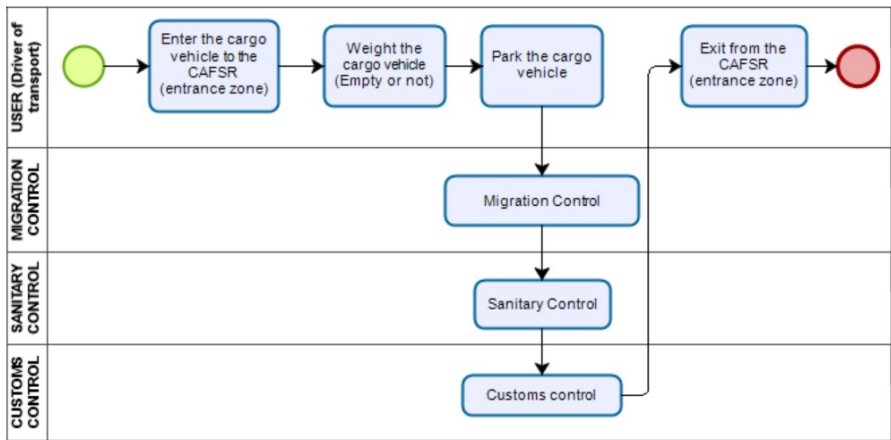 USER (Driver of
transport)
Enter the cargo
vehicle to the
CAFSR
(entrance zone)
Weight the
cargo vehicle
(Empty or not)
Park the cargo
vehicle
Exit from the
CAFSR
(entrance zone)
MIGRATION
CONTROL
Migration Control
SANITARY
CONTROL
Sanitary Control
CUSTOMS
CONTROL
Customs control